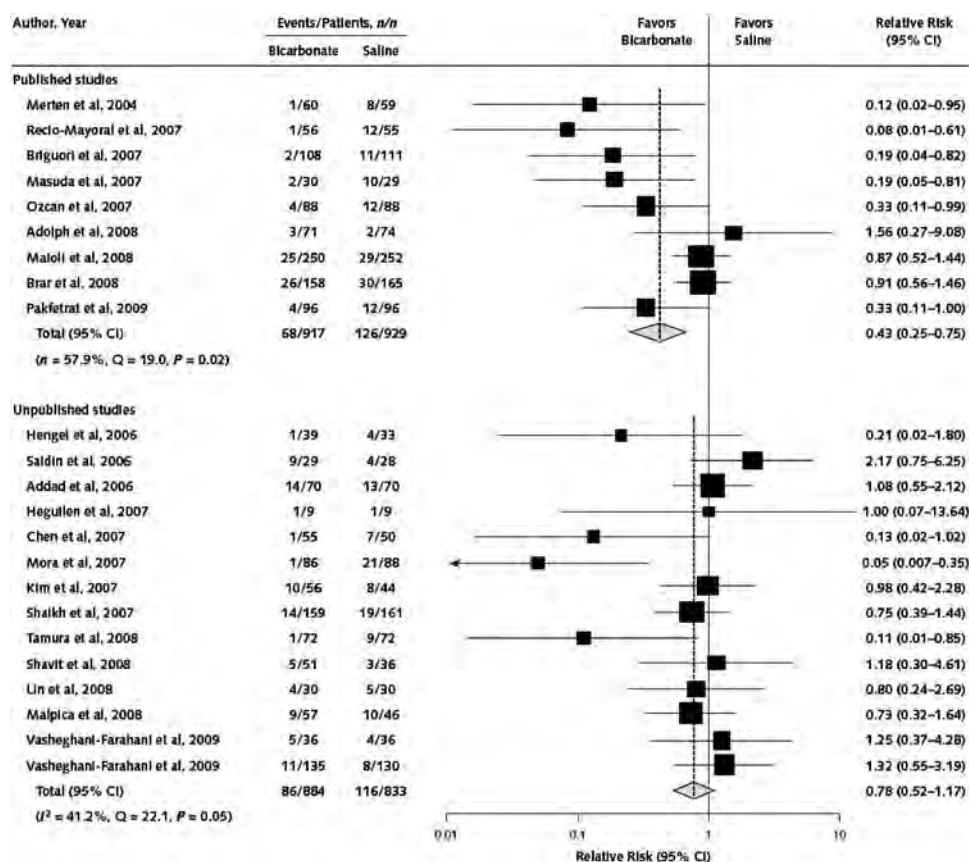 Author, Year Events/Patients, n/n Favors Favors Relative Risk
Bicarbonate Saline Bicarbonate Saline (95% CI)
Published studies
Merten et al, 2004 1/60 8/59 0.12 (0.02–0.95)
Recio-Mayoral et al, 2007 1/56 12/55 0.08 (0.01–0.61)
Briguori et al, 2007 2/108 11/111 0.19 (0.04–0.82)
Masuda et al, 2007 2/30 10/29 0.19 (0.05–0.81)
Ozcan et al, 2007 4/88 12/88 0.33 (0.11–0.99)
Adolph et al, 2008 3/71 2/74 1.56 (0.27–9.08)
Maioli et al, 2008 25/250 29/252 0.87 (0.52–1.44)
Brar et al, 2008 26/158 30/165 0.91 (0.56–1.46)
Pakfetrat et al, 2009 4/96 12/96 0.33 (0.11–1.00)
Total (95% CI) 68/917 126/929 0.43 (0.25–0.75)
(n = 57.9%, Q = 19.0, P = 0.02)
Unpublished studies
Hengel et al, 2006 1/39 4/33 0.21 (0.02–1.80)
Saidin et al, 2006 9/29 4/28 2.17 (0.75–6.25)
Addad et al, 2006 14/70 13/70 1.08 (0.55–2.12)
Heguilen et al, 2007 1/9 1/9 1.00 (0.07–13.64)
Chen et al, 2007 1/55 7/50 0.13 (0.02–1.02)
Mora et al, 2007 1/86 21/88 0.05 (0.007–0.35)
Kim et al, 2007 10/56 8/44 0.98 (0.42–2.28)
Shaikh et al, 2007 14/159 19/161 0.75 (0.39–1.44)
Tamura et al, 2008 1/72 9/72 0.11 (0.01–0.85)
Shavit et al, 2008 5/51 3/36 1.18 (0.30–4.61)
Lin et al, 2008 4/30 5/30 0.80 (0.24–2.69)
Malpica et al, 2008 9/57 10/46 0.73 (0.32–1.64)
Vasheghani-Farahani et al, 2009 5/36 4/36 1.25 (0.37–4.28)
Vasheghani-Farahani et al, 2009 11/135 8/130 1.32 (0.55–3.19)
Total (95% CI) 86/884 116/833 0.78 (0.52–1.17)
(I² = 41.2%, Q = 22.1, P = 0.05)
0.01 0.1 1 10
Relative Risk (95% CI)